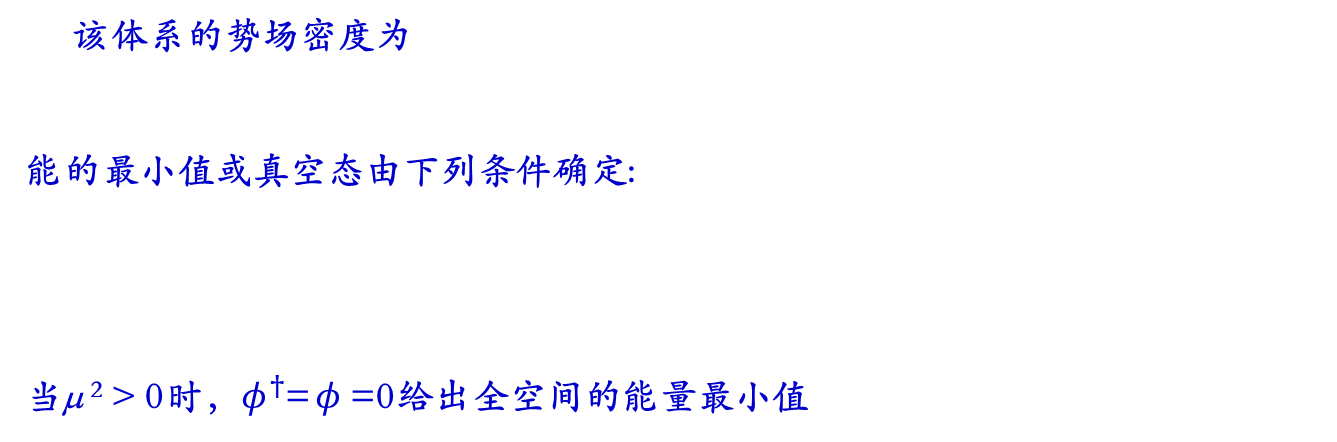 该体系的势场密度为
能的最小值或真空态由下列条件确定:
当μ²> 0时，ϕ†=ϕ =0给出全空间的能量最小值